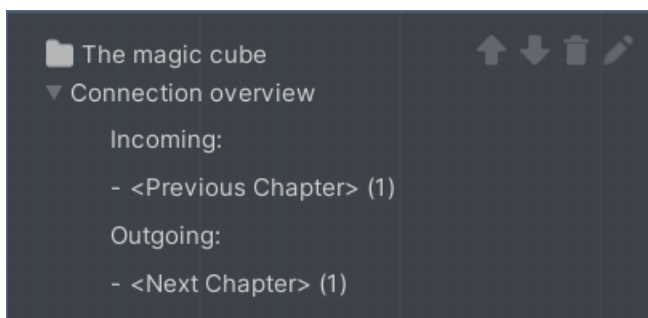 The magic cube
Connection overview
Incoming:
- <Previous Chapter> (1)
Outgoing:
- <Next Chapter> (1)